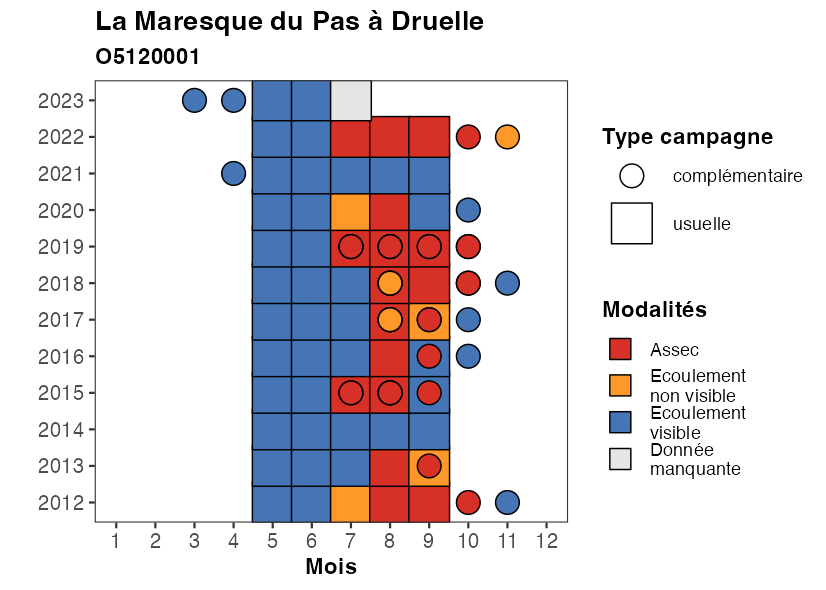 La Maresque du Pas à Druelle
O5120001
2023
2022
2021
2020
2019
2018
2017
2016
2015
2014
2013
2012
1 2 3 4 5 6 7 8 9 10 11 12
Mois
Type campagne
complémentaire
usuelle
Modalités
Assec
Ecoulement
non visible
Ecoulement
visible
Donnée
manquante